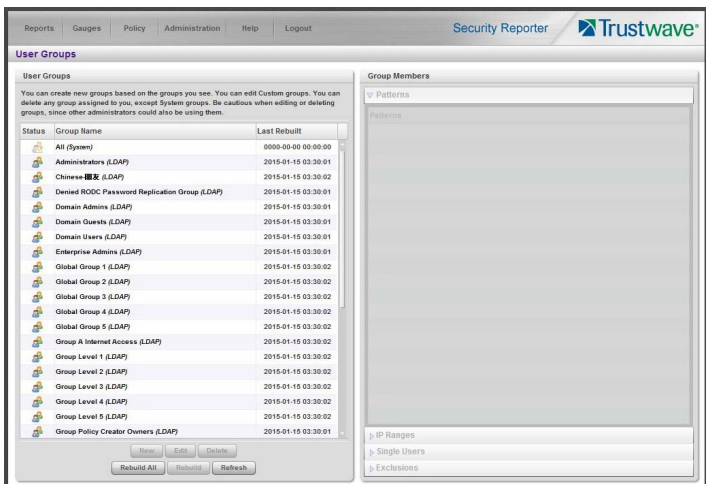 Reports Gauges Policy Administration Help Logout
Security Reporter
Trustwave®
User Groups
User Groups
You can create new groups based on the groups you see. You can edit Custom groups. You can
delete any group assigned to you, except System groups. Be cautious when editing or deleting
groups, since other administrators could also be using them.
Status Group Name Last Rebuilt
All (System) 0000-00-00 00:00:00
Administrators (LDAP) 2015-01-15 03:30:01
Chinese- (LDAP) 2015-01-15 03:30:02
Denied RODC Password Replication Group (LDAP) 2015-01-15 03:30:01
Domain Admins (LDAP) 2015-01-15 03:30:01
Domain Guests (LDAP) 2015-01-15 03:30:01
Domain Users (LDAP) 2015-01-15 03:30:01
Enterprise Admins (LDAP) 2015-01-15 03:30:01
Global Group 1 (LDAP) 2015-01-15 03:30:02
Global Group 2 (LDAP) 2015-01-15 03:30:02
Global Group 3 (LDAP) 2015-01-15 03:30:02
Global Group 4 (LDAP) 2015-01-15 03:30:02
Global Group 5 (LDAP) 2015-01-15 03:30:02
Group A Internet Access (LDAP) 2015-01-15 03:30:02
Group Level 1 (LDAP) 2015-01-15 03:30:02
Group Level 2 (LDAP) 2015-01-15 03:30:02
Group Level 3 (LDAP) 2015-01-15 03:30:02
Group Level 4 (LDAP) 2015-01-15 03:30:02
Group Level 5 (LDAP) 2015-01-15 03:30:02
Group Policy Creator Owners (LDAP) 2015-01-15 03:30:01
New Edit Delete
Rebuild All Rebuild Refresh
Group Members
Patterns
Patterns
IP Ranges
Single Users
Exclusions